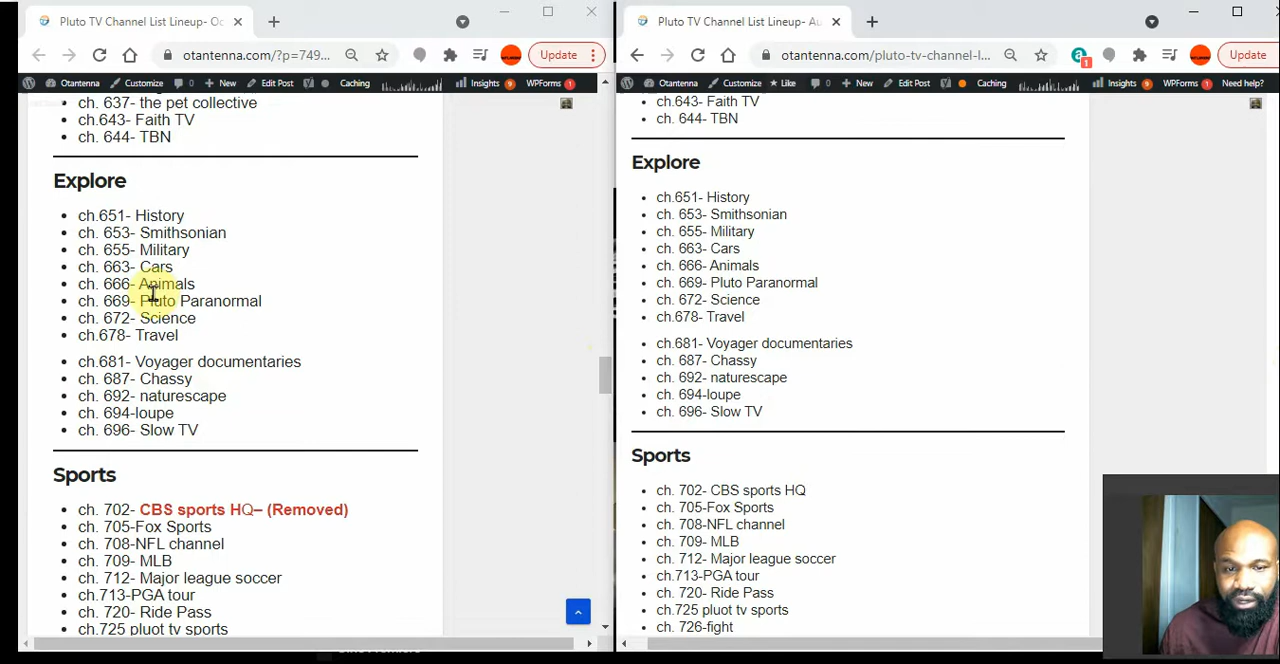 Pluto TV Channel List Lineup- Oc
otantenna.com/?p=749...
Update
Otantenna
Customize
0
New
Edit Post
Caching
Insights 9
WPForms 1
ch. 637- the pet collective
ch.643- Faith TV
ch. 644- TBN
Explore
ch.651- History
ch. 653- Smithsonian
ch. 655- Military
ch. 663- Cars
ch. 666- Animals
ch. 669- Pluto Paranormal
ch. 672- Science
ch.678- Travel
ch.681- Voyager documentaries
ch. 687- Chassy
ch. 692- naturescape
ch. 694-loupe
ch. 696- Slow TV
Sports
ch. 702- CBS sports HQ– (Removed)
ch. 705-Fox Sports
ch. 708-NFL channel
ch. 709- MLB
ch. 712- Major league soccer
ch.713-PGA tour
ch. 720- Ride Pass
ch.725 pluot tv sports
Pluto TV Channel List Lineup- Au
otantenna.com/pluto-tv-channel-l...
a
1
Update
Otantenna
Customize
Like
New
Edit Post
Caching
Insights 9
WPForms 1
Need help?
ch.643- Faith TV
ch. 644- TBN
Explore
ch.651- History
ch. 653- Smithsonian
ch. 655- Military
ch. 663- Cars
ch. 666- Animals
ch. 669- Pluto Paranormal
ch. 672- Science
ch.678- Travel
ch.681- Voyager documentaries
ch. 687- Chassy
ch. 692- naturescape
ch. 694-loupe
ch. 696- Slow TV
Sports
ch. 702- CBS sports HQ
ch. 705-Fox Sports
ch. 708-NFL channel
ch. 709- MLB
ch. 712- Major league soccer
ch.713-PGA tour
ch. 720- Ride Pass
ch.725 pluto tv sports
ch. 726-fight